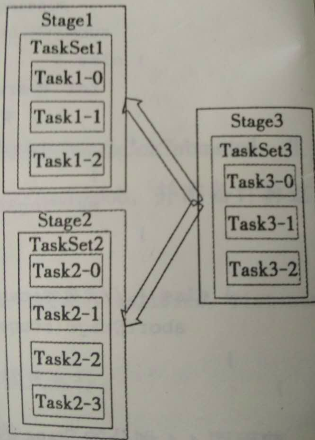 Stage1
TaskSet1
Task1-0
Task1-1
Task1-2
Stage2
TaskSet2
Task2-0
Task2-1
Task2-2
Task2-3
Stage3
TaskSet3
Task3-0
Task3-1
Task3-2